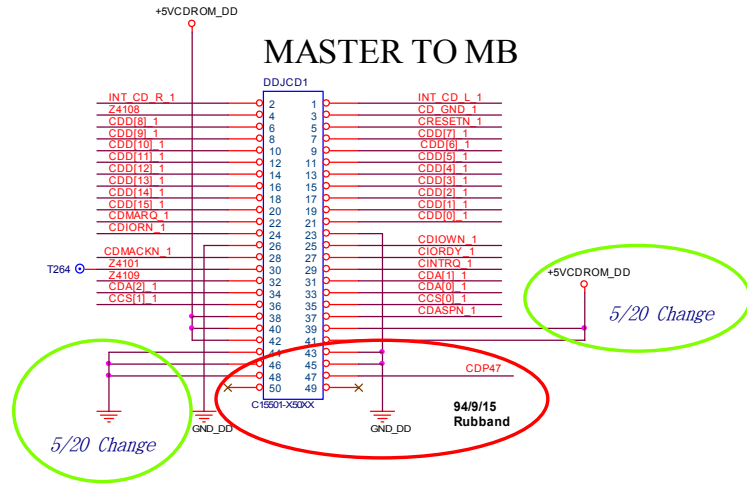 +5VCDROM_DD
MASTER TO MB
DDJCD1
INT_CD_R_1 2 1 INT_CD_L_1
Z4108 4 3 CD_GND_1
CDD[8]_1 6 5 CRESETN_1
CDD[9]_1 8 7 CDD[7]_1
CDD[10]_1 10 9 CDD[6]_1
CDD[11]_1 12 11 CDD[5]_1
CDD[12]_1 14 13 CDD[4]_1
CDD[13]_1 16 15 CDD[3]_1
CDD[14]_1 18 17 CDD[2]_1
CDD[15]_1 20 19 CDD[1]_1
CDMARQ_1 22 21 CDD[0]_1
CDIORN_1 24 23
26 25 CDIOWN_1
CDMACKN_1 28 27 CIORDY_1
T264 Z4101 30 29 CINTRQ_1
Z4109 32 31 CDA[1]_1
CDA[2]_1 34 33 CDA[0]_1
CCS[1]_1 36 35 CCS[0]_1
38 37 CDASPN_1
40 39
42 41
44 43
46 45
48 47 CDP47
50 49
+5VCDROM_DD
5/20 Change
C15501-X50XX
94/9/15
Rubband
GND_DD
GND_DD
5/20 Change